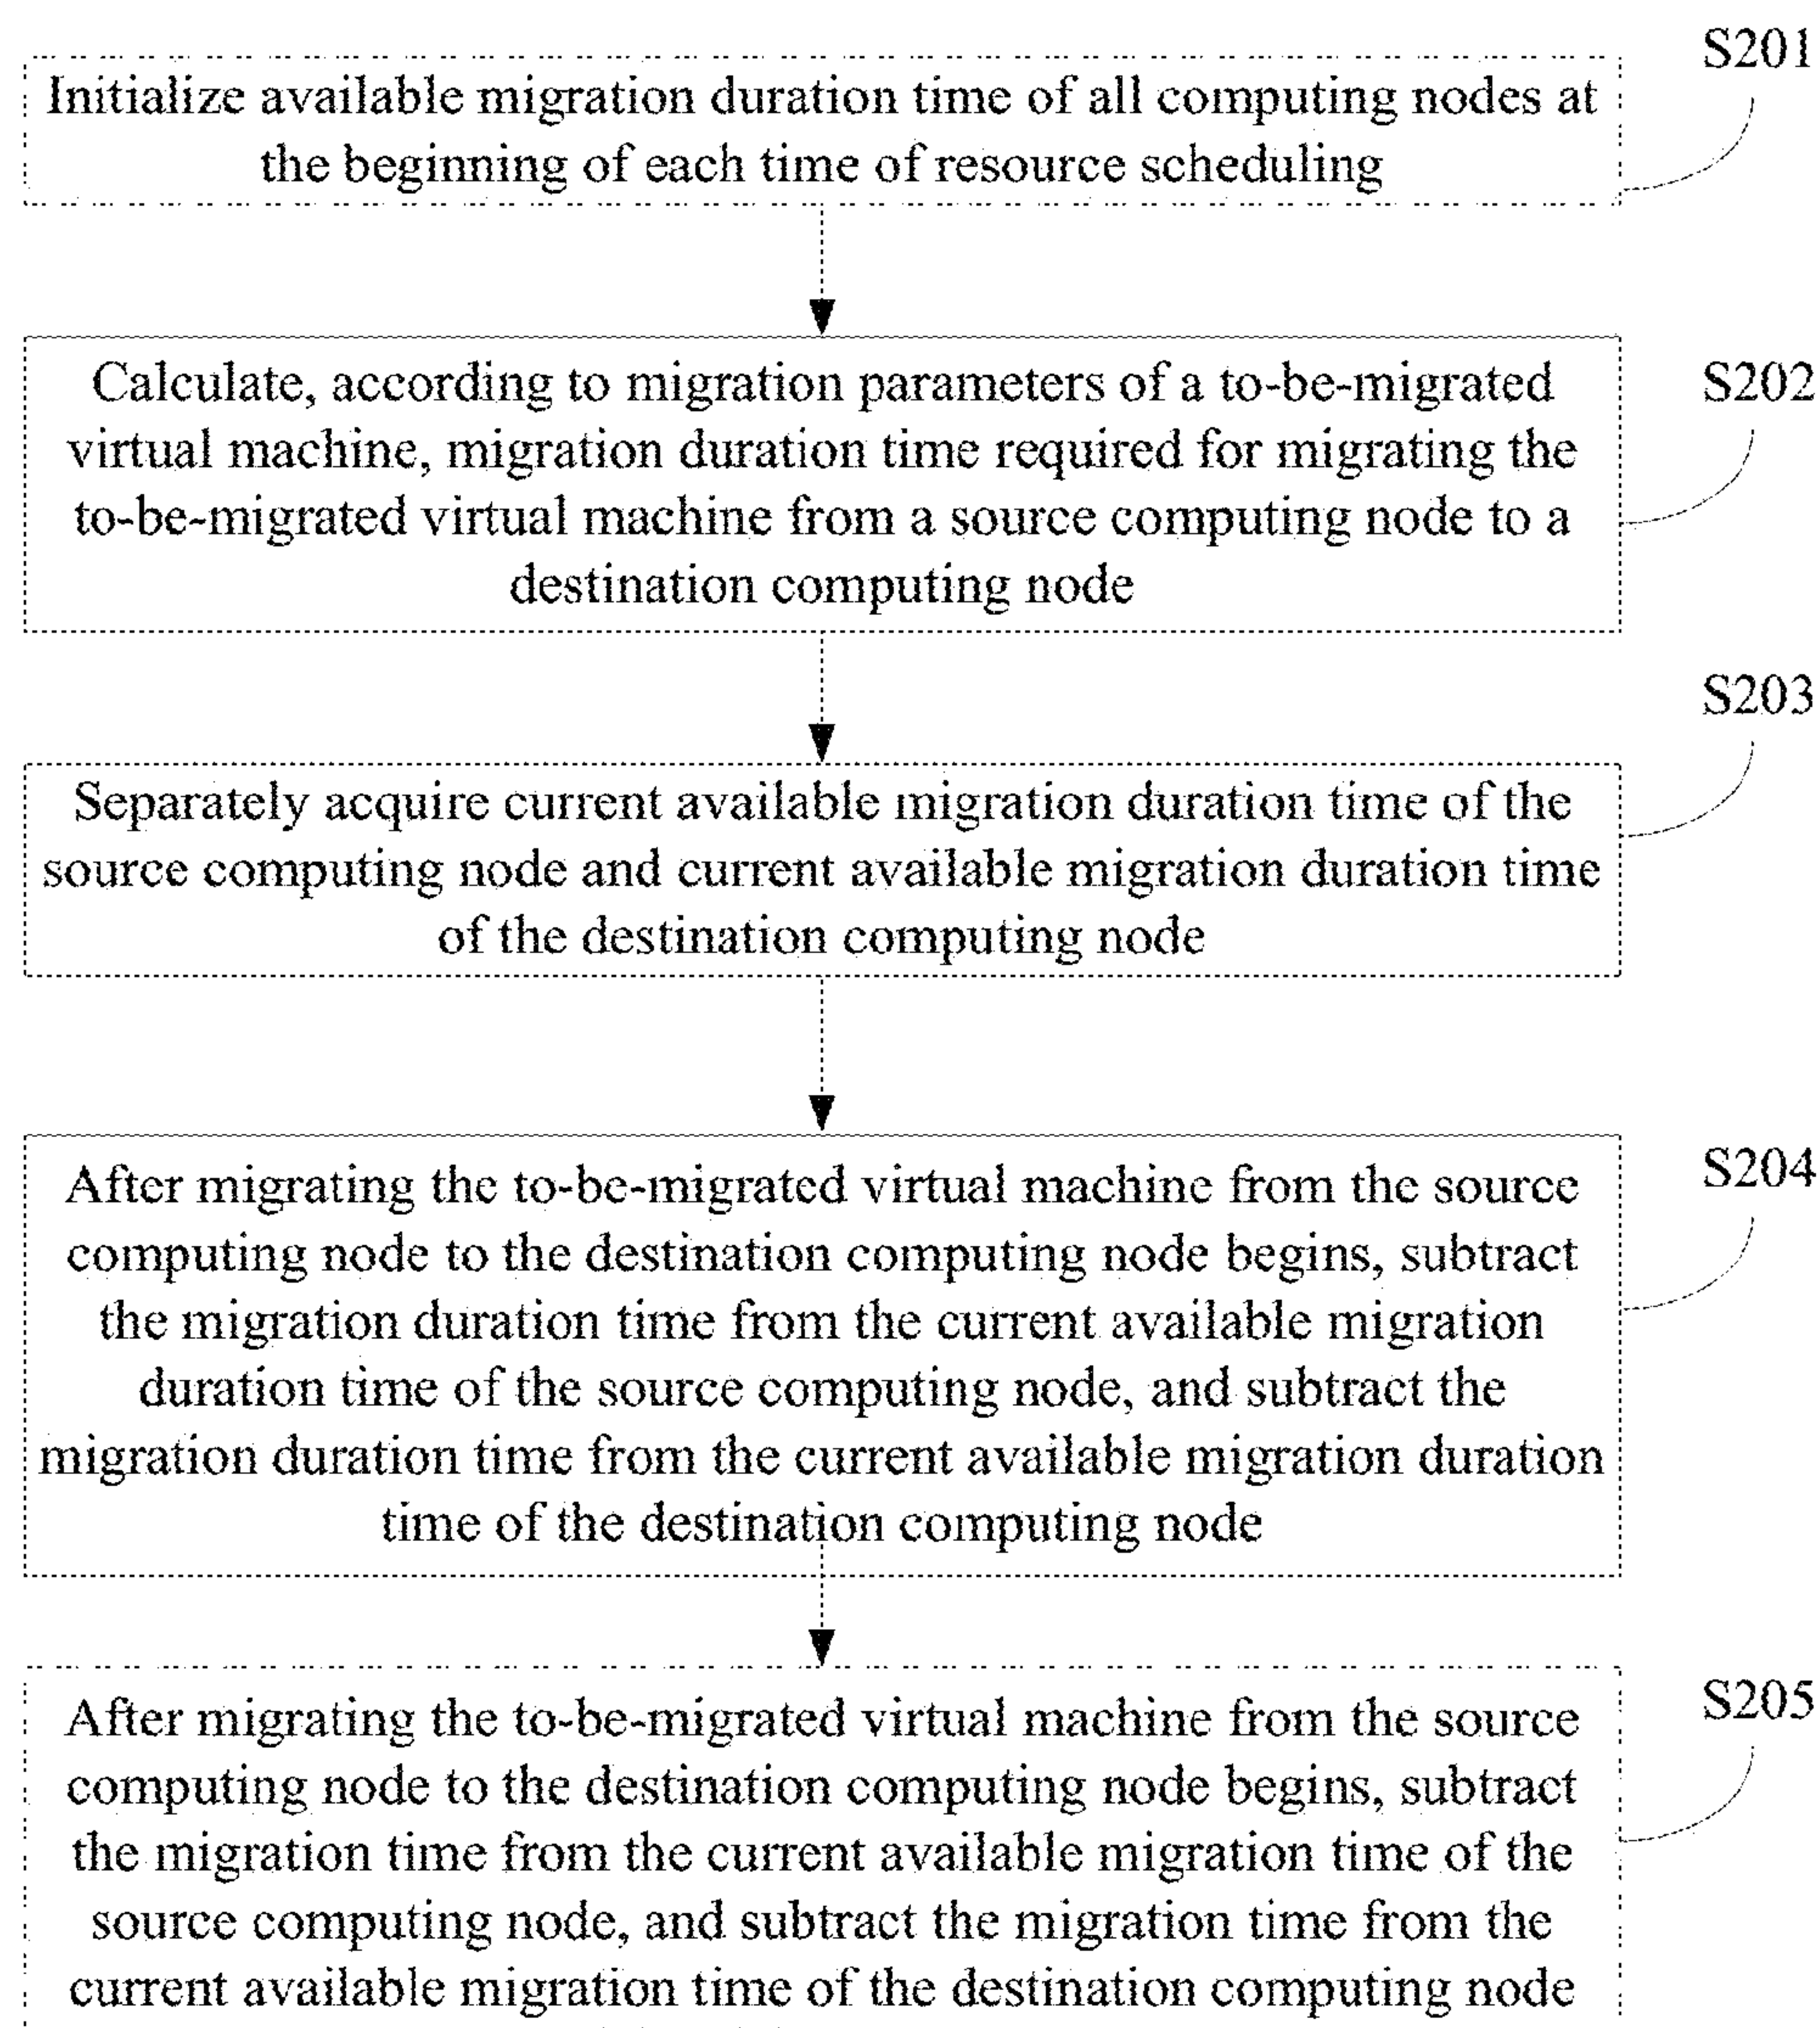 S201
Initialize available migration duration time of all computing nodes at
the beginning of each time of resource scheduling
S202
Calculate, according to migration parameters of a to-be-migrated
virtual machine, migration duration time required for migrating the
to-be-migrated virtual machine from a source computing node to a
destination computing node
S203
Separately acquire current available migration duration time of the
source computing node and current available migration duration time
of the destination computing node
S204
After migrating the to-be-migrated virtual machine from the source
computing node to the destination computing node begins, subtract
the migration duration time from the current available migration
duration time of the source computing node, and subtract the
migration duration time from the current available migration duration
time of the destination computing node
S205
After migrating the to-be-migrated virtual machine from the source
computing node to the destination computing node begins, subtract
the migration time from the current available migration time of the
source computing node, and subtract the migration time from the
current available migration time of the destination computing node